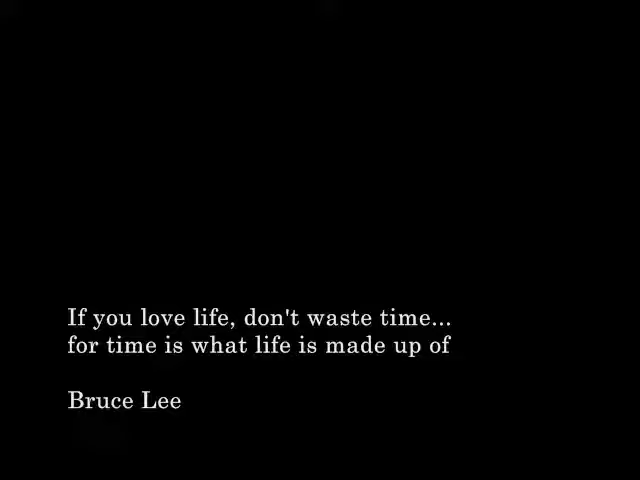 If you love life, don't waste time...
for time is what life is made up of
Bruce Lee